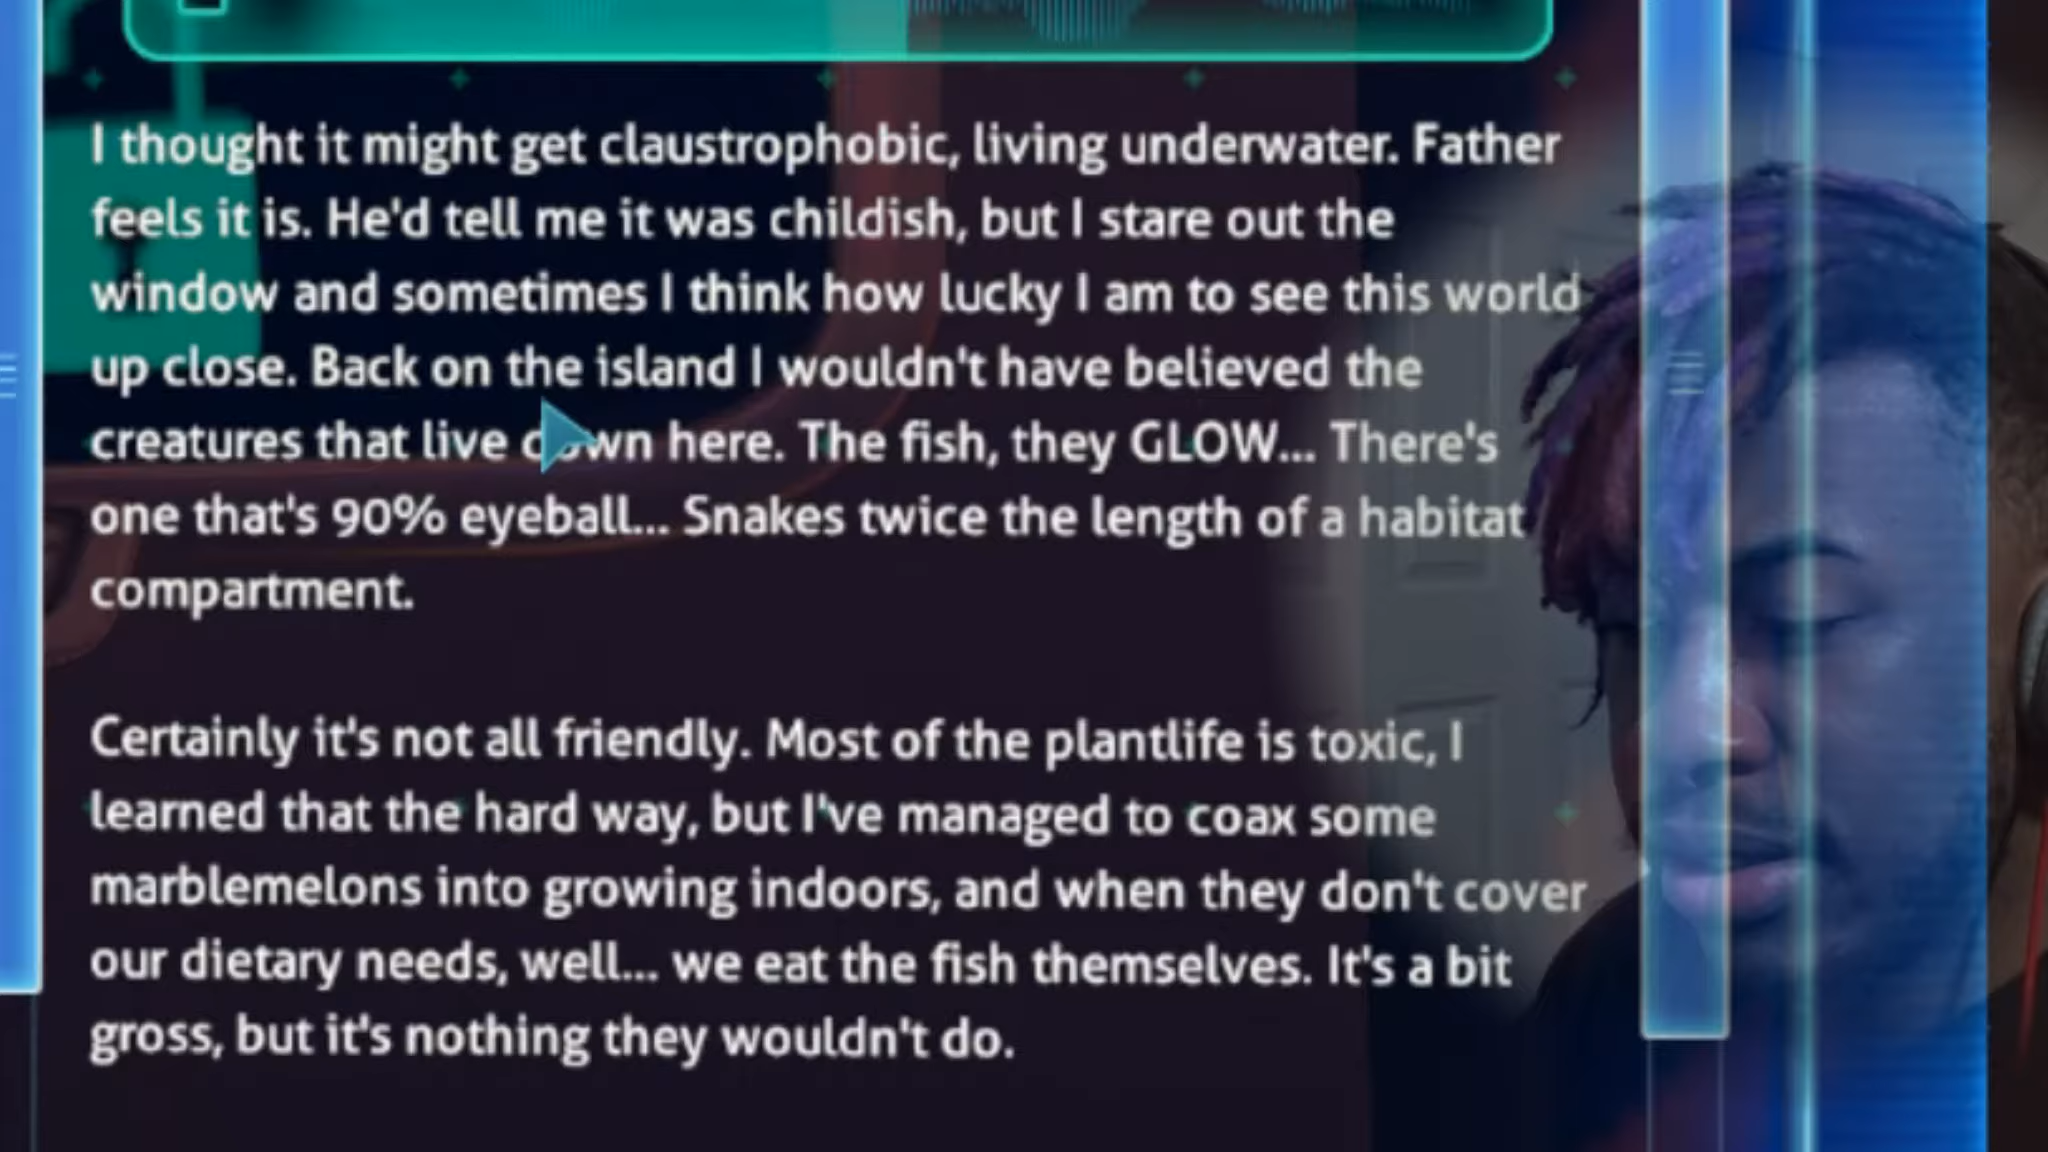 I thought it might get claustrophobic, living underwater. Father
feels it is. He'd tell me it was childish, but I stare out the
window and sometimes I think how lucky I am to see this world
up close. Back on the island I wouldn't have believed the
creatures that live down here. The fish, they GLOW... There's
one that's 90% eyeball... Snakes twice the length of a habitat
compartment.
Certainly it's not all friendly. Most of the plantlife is toxic, I
learned that the hard way, but I've managed to coax some
marblemelons into growing indoors, and when they don't cover
our dietary needs, well... we eat the fish themselves. It's a bit
gross, but it's nothing they wouldn't do.